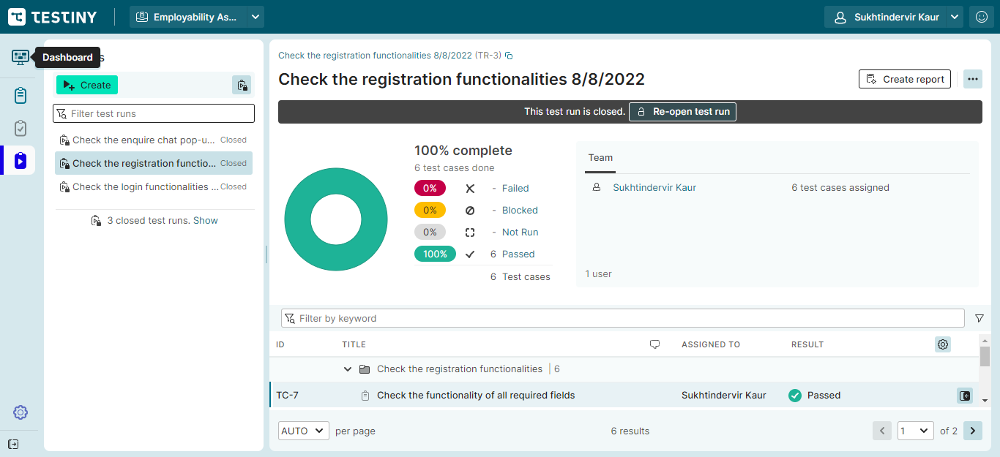 TESTINY
Employability As...
Sukhtindervir Kaur
Dashboard
Create
Filter test runs
Check the enquire chat pop-u... Closed
Check the registration functio... Closed
Check the login functionalities ... Closed
3 closed test runs. Show
Check the registration functionalities 8/8/2022 (TR-3)
Check the registration functionalities 8/8/2022
Create report
This test run is closed. Re-open test run
100% complete
6 test cases done
0% - Failed
0% - Blocked
0% - Not Run
100% 6 Passed
6 Test cases
Team
Sukhtindervir Kaur 6 test cases assigned
1 user
Filter by keyword
ID TITLE ASSIGNED TO RESULT
Check the registration functionalities 6
TC-7 Check the functionality of all required fields Sukhtindervir Kaur Passed
AUTO per page 6 results 1 of 2